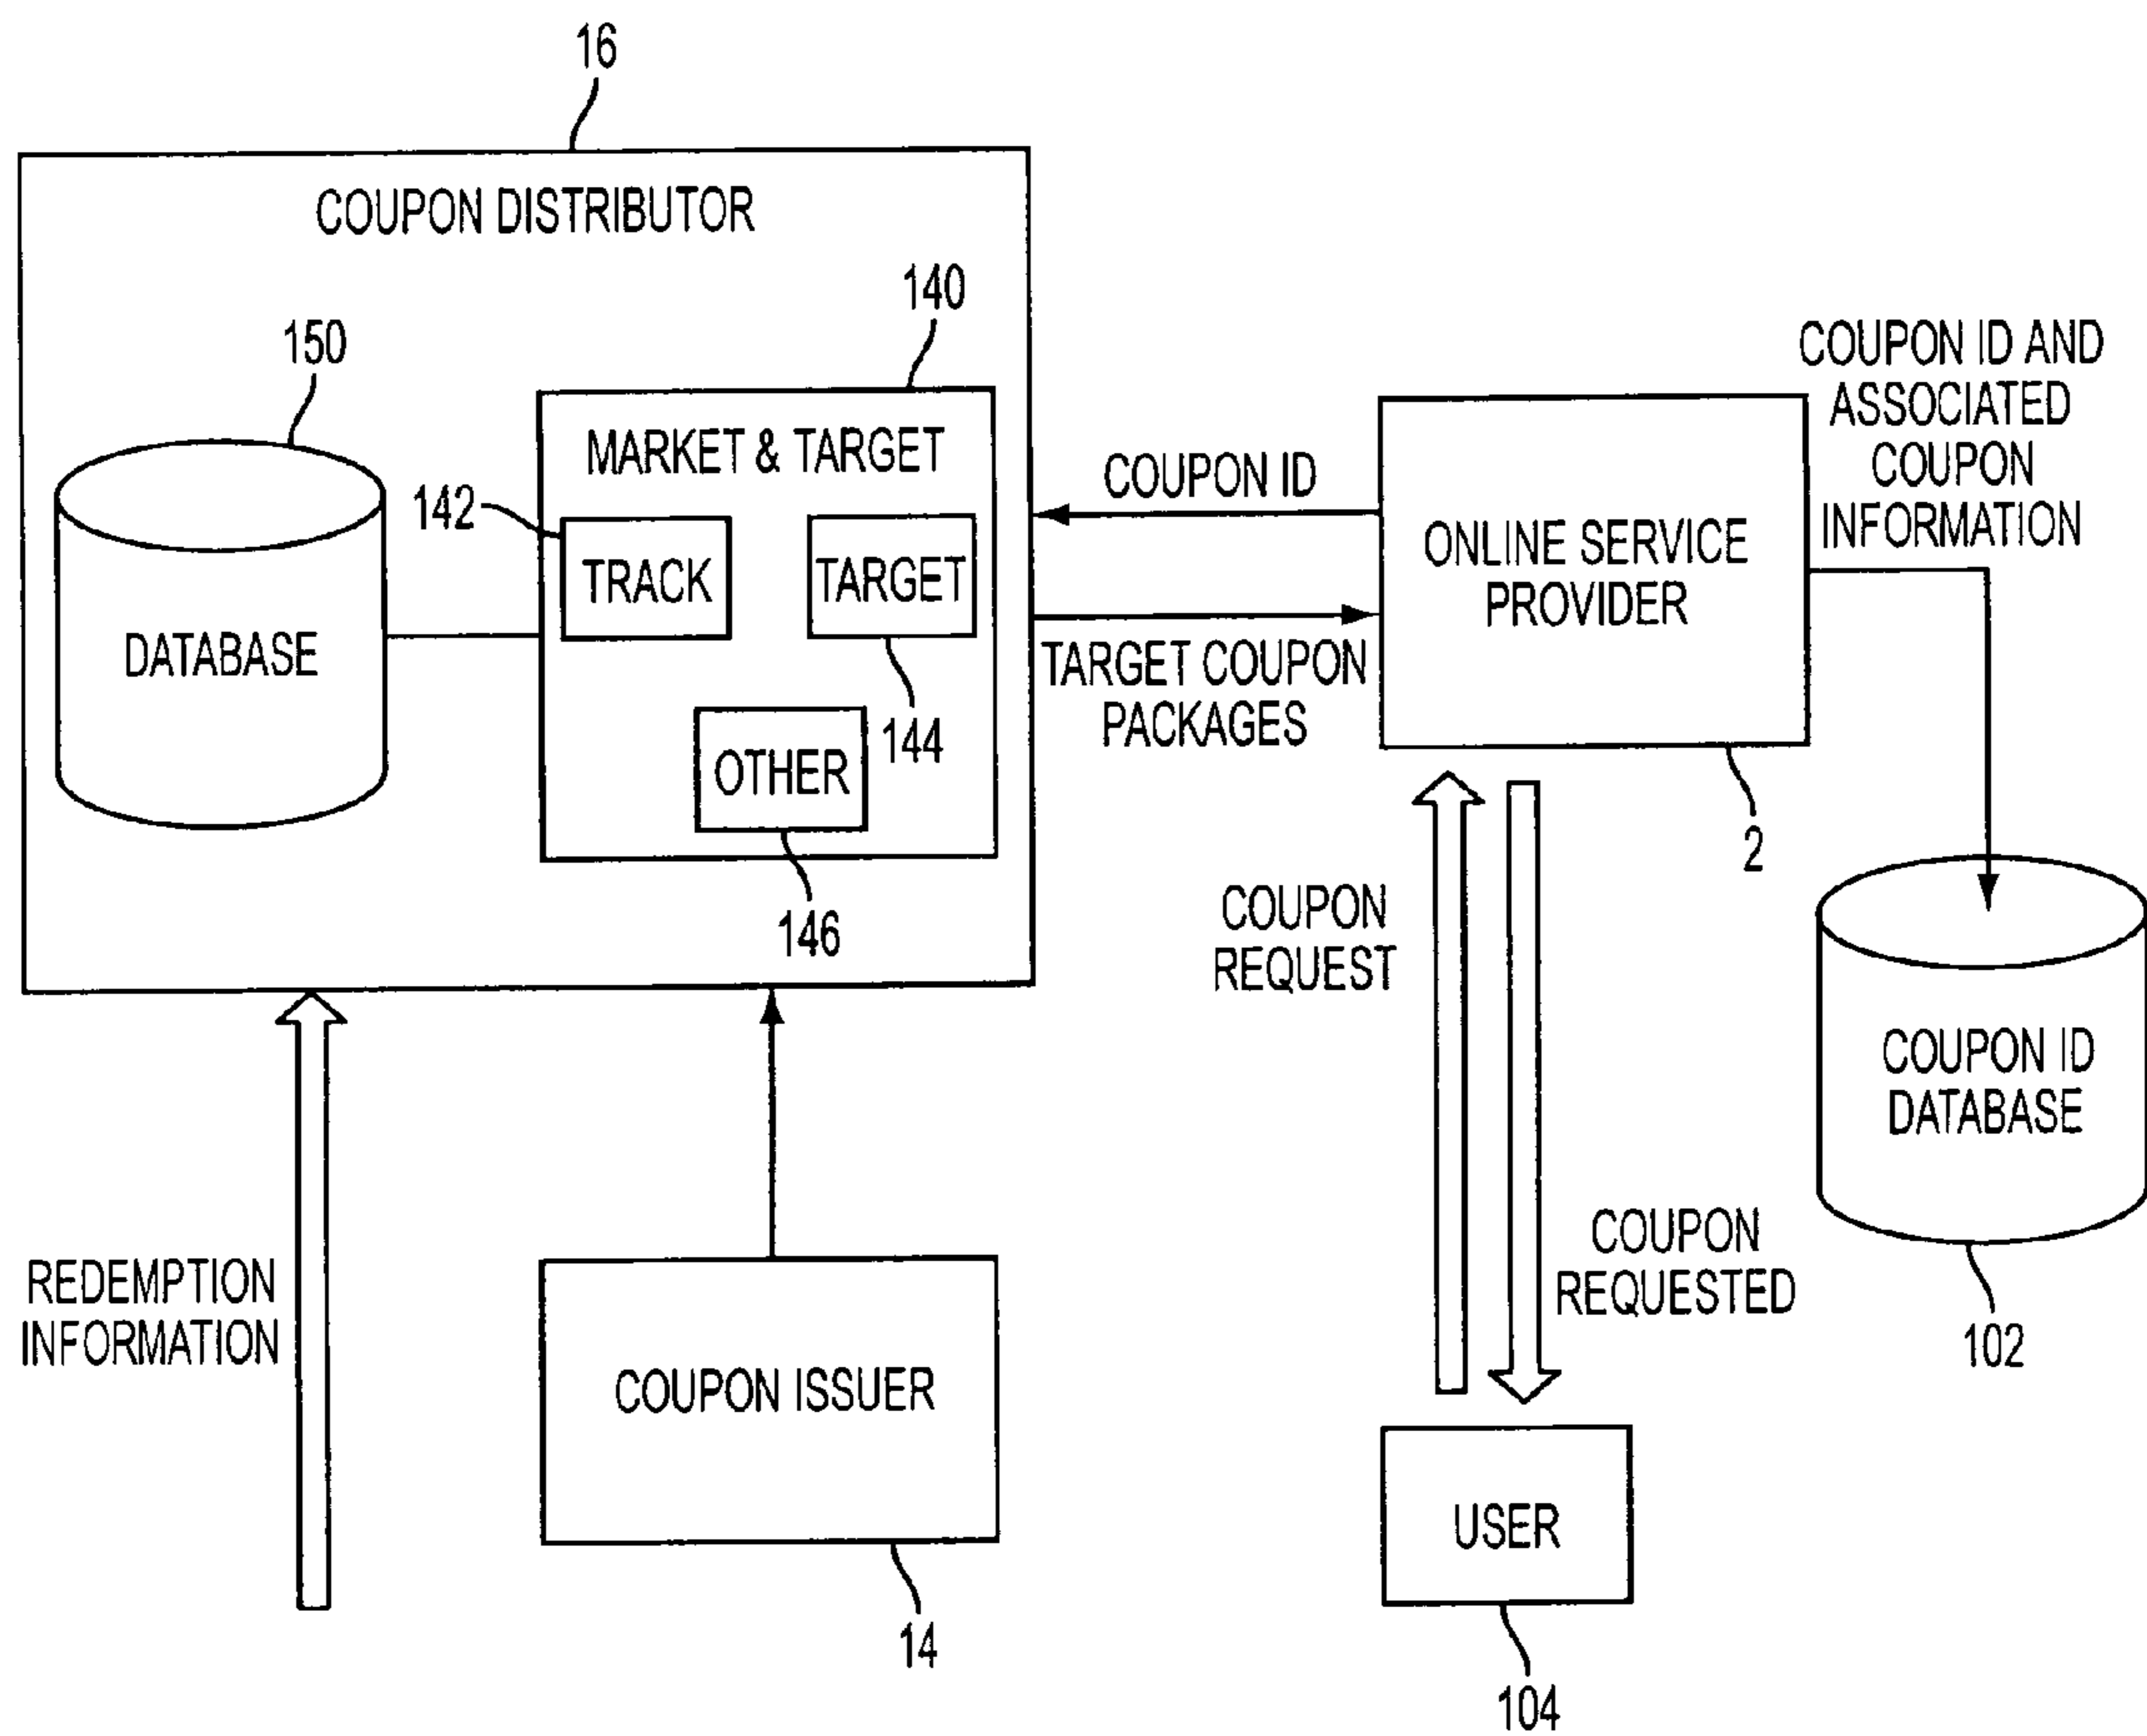 16
COUPON DISTRIBUTOR
140
150
MARKET & TARGET
142
TRACK
TARGET
DATABASE
144
OTHER
146
COUPON ID
TARGET COUPON
PACKAGES
ONLINE SERVICE
PROVIDER
2
COUPON ID AND
ASSOCIATED
COUPON
INFORMATION
COUPON
REQUEST
COUPON
REQUESTED
COUPON ID
DATABASE
102
REDEMPTION
INFORMATION
COUPON ISSUER
14
USER
104